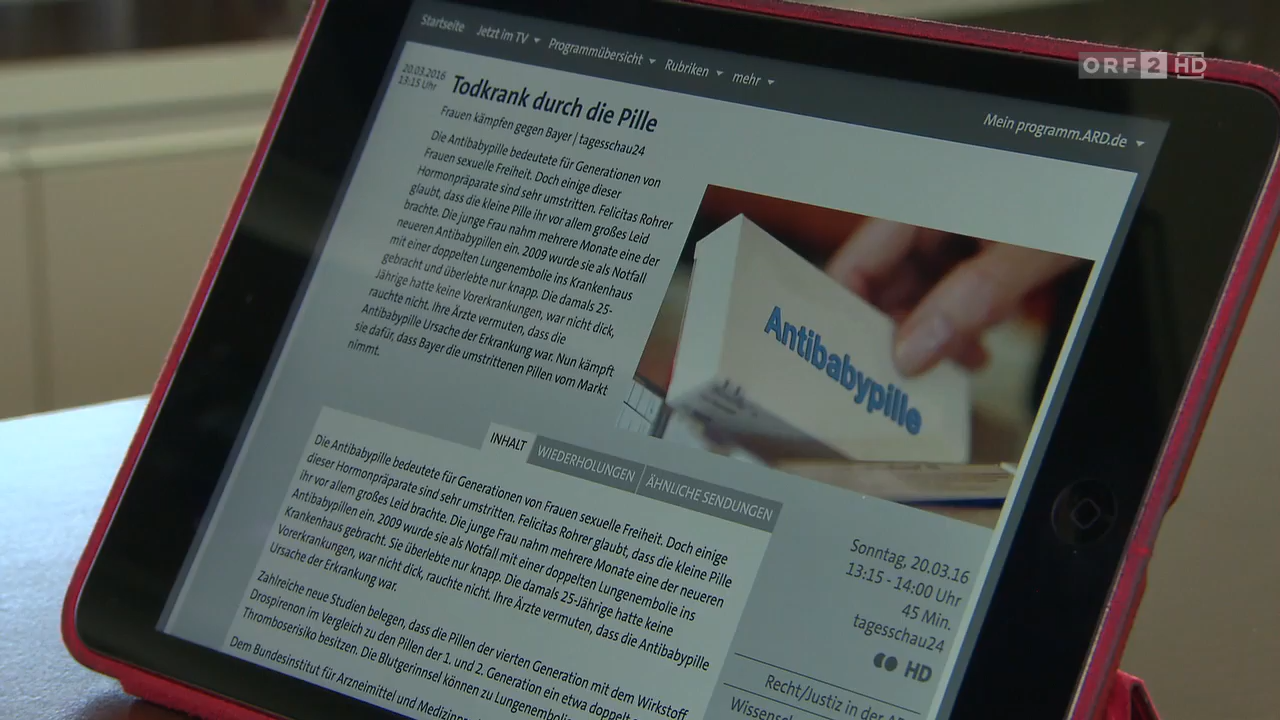 Startseite Jetzt im TV Programmübersicht Rubriken mehr
Mein programm.ARD.de
ORF 2 HD
20.03.2016
13:15 Uhr
Todkrank durch die Pille
Frauen kämpfen gegen Bayer | tagesschau24
Die Antibabypille bedeutete für Generationen von
Frauen sexuelle Freiheit. Doch einige dieser
Hormonpräparate sind sehr umstritten. Felicitas Rohrer
glaubt, dass die kleine Pille ihr vor allem großes Leid
brachte. Die junge Frau nahm mehrere Monate eine der
neueren Antibabypillen ein. 2009 wurde sie als Notfall
mit einer doppelten Lungenembolie ins Krankenhaus
gebracht und überlebte nur knapp. Die damals 25-
Jährige hatte keine Vorerkrankungen, war nicht dick,
rauchte nicht. Ihre Ärzte vermuten, dass die
Antibabypille Ursache der Erkrankung war. Nun kämpft
sie dafür, dass Bayer die umstrittenen Pillen vom Markt
nimmt.
Antibabypille
INHALT WIEDERHOLUNGEN ÄHNLICHE SENDUNGEN
Die Antibabypille bedeutete für Generationen von Frauen sexuelle Freiheit. Doch einige
dieser Hormonpräparate sind sehr umstritten. Felicitas Rohrer glaubt, dass die kleine Pille
ihr vor allem großes Leid brachte. Die junge Frau nahm mehrere Monate eine der neueren
Antibabypillen ein. 2009 wurde sie als Notfall mit einer doppelten Lungenembolie ins
Krankenhaus gebracht. Sie überlebte nur knapp. Die damals 25-Jährige hatte keine
Vorerkrankungen, war nicht dick, rauchte nicht. Ihre Ärzte vermuten, dass die Antibabypille
Ursache der Erkrankung war.
Zahlreiche neue Studien belegen, dass die Pillen der vierten Generation mit dem Wirkstoff
Drospirenon im Vergleich zu den Pillen der 1. und 2. Generation ein etwa doppelt
Thromboserisiko besitzen. Die Blutgerinnsel können zu Lungenembol
Dem Bundesinstitut für Arzneimittel und Medizinpro
Sonntag, 20.03.16
13:15 - 14:00 Uhr
45 Min.
tagesschau24
HD
Recht/Justiz in der
Wissensch